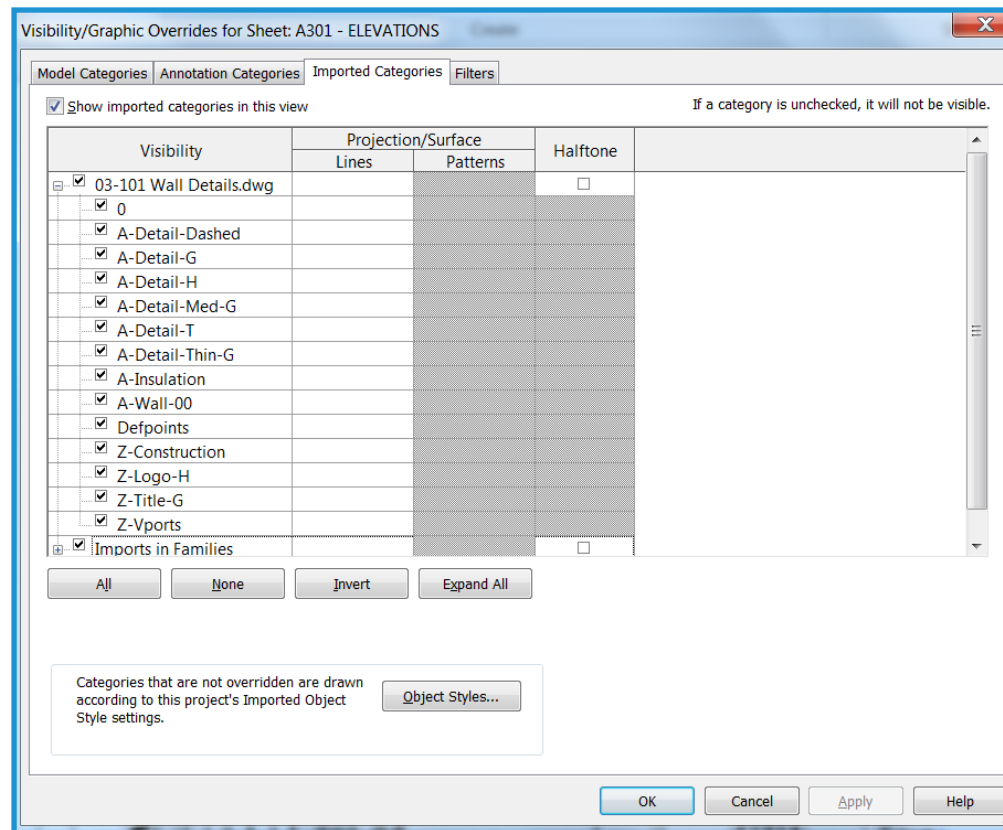 Visibility/Graphic Overrides for Sheet: A301 - ELEVATIONS
Model Categories Annotation Categories Imported Categories Filters
Show imported categories in this view If a category is unchecked, it will not be visible.
Visibility Projection/Surface Halftone
Lines Patterns
03-101 Wall Details.dwg
0
A-Detail-Dashed
A-Detail-G
A-Detail-H
A-Detail-Med-G
A-Detail-T
A-Detail-Thin-G
A-Insulation
A-Wall-00
Defpoints
Z-Construction
Z-Logo-H
Z-Title-G
Z-Vports
Imports in Families
All None Invert Expand All
Categories that are not overridden are drawn
according to this project's Imported Object
Style settings.
Object Styles...
OK Cancel Apply Help